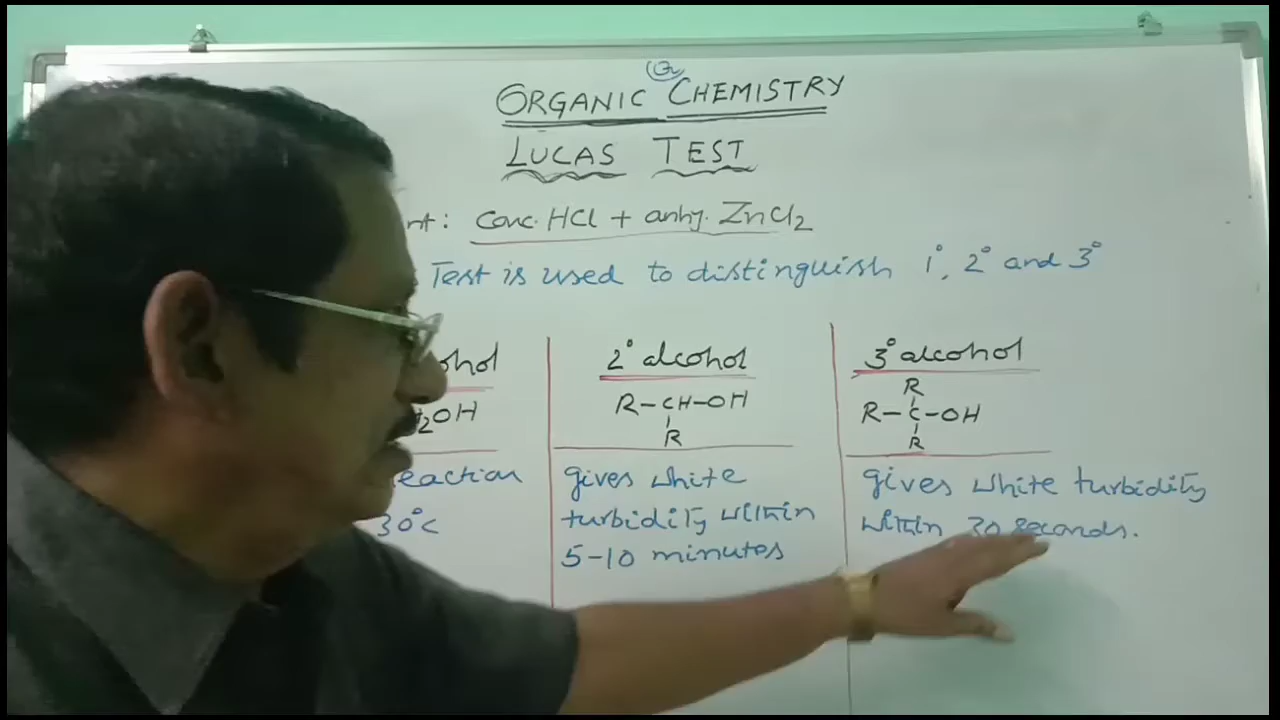 ORGANIC CHEMISTRY
LUCAS TEST
Conc. HCl + anhy. ZnCl2
Test is used to distinguish 1°, 2° and 3°
2° alcohol
3° alcohol
R-CH-OH
R
R
R-C-OH
R
2OH
30°C
gives white
turbidity within
5-10 minutes
gives white turbidity
within 30 seconds.